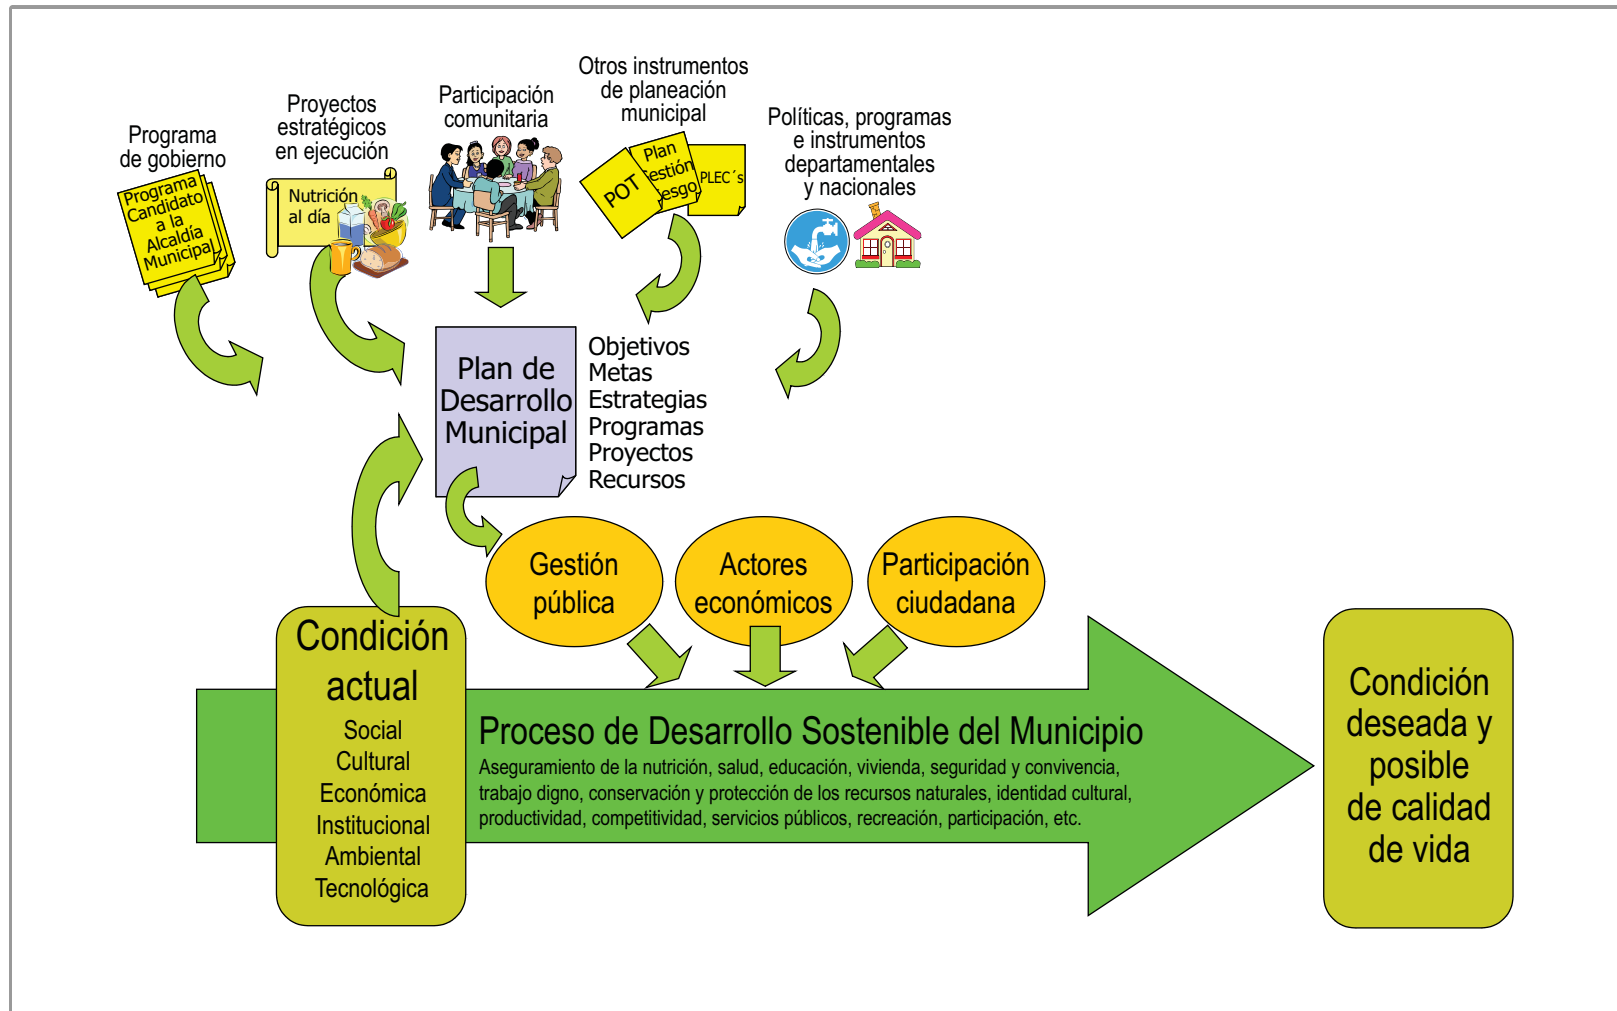 Programa
de gobierno
Programa
Candidato
a la
Alcaldía
Municipal
Proyectos
estratégicos
en ejecución
Nutrición
al día
Participación
comunitaria
Otros instrumentos
de planeación
municipal
POT
Plan
Gestión
PLEC´s
Políticas, programas
e instrumentos
departamentales
y nacionales
Plan de
Desarrollo
Municipal
Objetivos
Metas
Estrategias
Programas
Proyectos
Recursos
Gestión
pública
Actores
económicos
Participación
ciudadana
Condición
actual
Social
Cultural
Económica
Institucional
Ambiental
Tecnológica
Proceso de Desarrollo Sostenible del Municipio
Aseguramiento de la nutrición, salud, educación, vivienda, seguridad y convivencia,
trabajo digno, conservación y protección de los recursos naturales, identidad cultural,
productividad, competitividad, servicios públicos, recreación, participación, etc.
Condición
deseada y
posible
de calidad
de vida